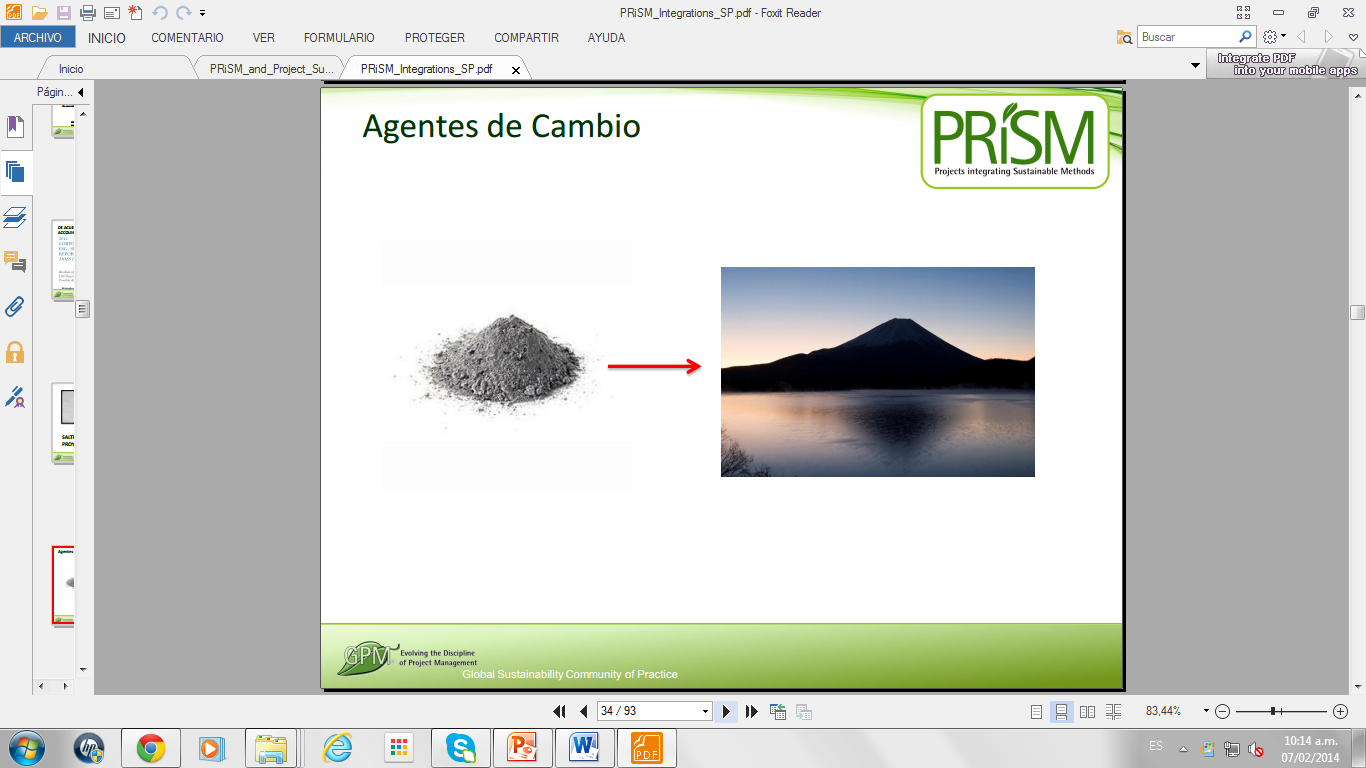 PRiSM_Integrations_SP.pdf - Foxit Reader
ARCHIVO INICIO COMENTARIO VER FORMULARIO PROTEGER COMPARTIR AYUDA
Buscar
Inicio PRiSM_and_Project_Su... PRiSM_Integrations_SP.pdf
Integrate PDF
into your mobile apps
Págin...
Agentes de Cambio
PRiSM
Projects integrating Sustainable Methods
GPM
Evolving the Discipline
of Project Management
Global Sustainability Community of Practice
34 / 93
83,44%
hp
PDF
ES
10:14 a.m.
07/02/2014